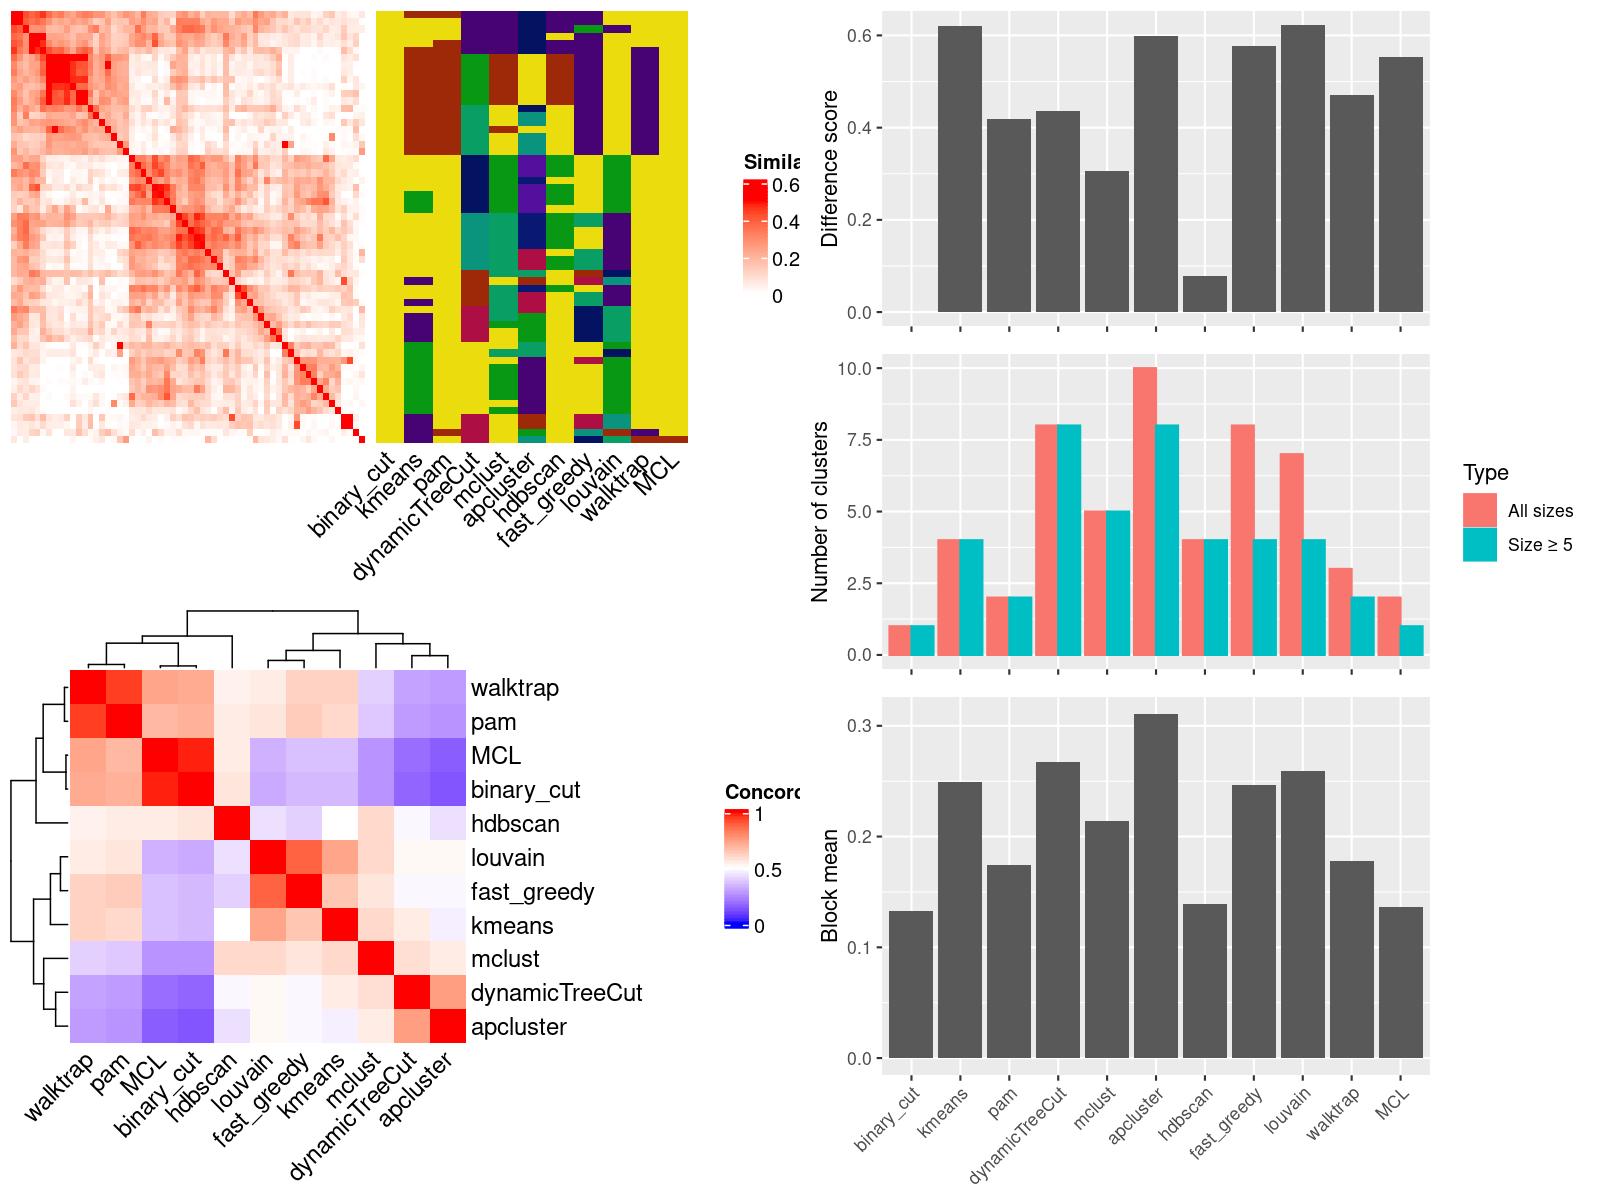 Simila
0.6
0.4
0.2
0
binary_cut
kmeans
pam
dynamicTreeCut
mclust
apcluster
hdbscan
fast_greedy
louvain
walktrap
MCL
walktrap
pam
MCL
binary_cut
hdbscan
louvain
fast_greedy
kmeans
mclust
dynamicTreeCut
apcluster
Concord
1
0.5
0
walktrap
pam
MCL
binary_cut
hdbscan
louvain
fast_greedy
kmeans
mclust
dynamicTreeCut
apcluster
Difference score
0.6
0.4
0.2
0.0
Number of clusters
10.0
7.5
5.0
2.5
0.0
Type
All sizes
Size ≥ 5
Block mean
0.3
0.2
0.1
0.0
binary_cut
kmeans
pam
dynamicTreeCut
mclust
apcluster
hdbscan
fast_greedy
louvain
walktrap
MCL